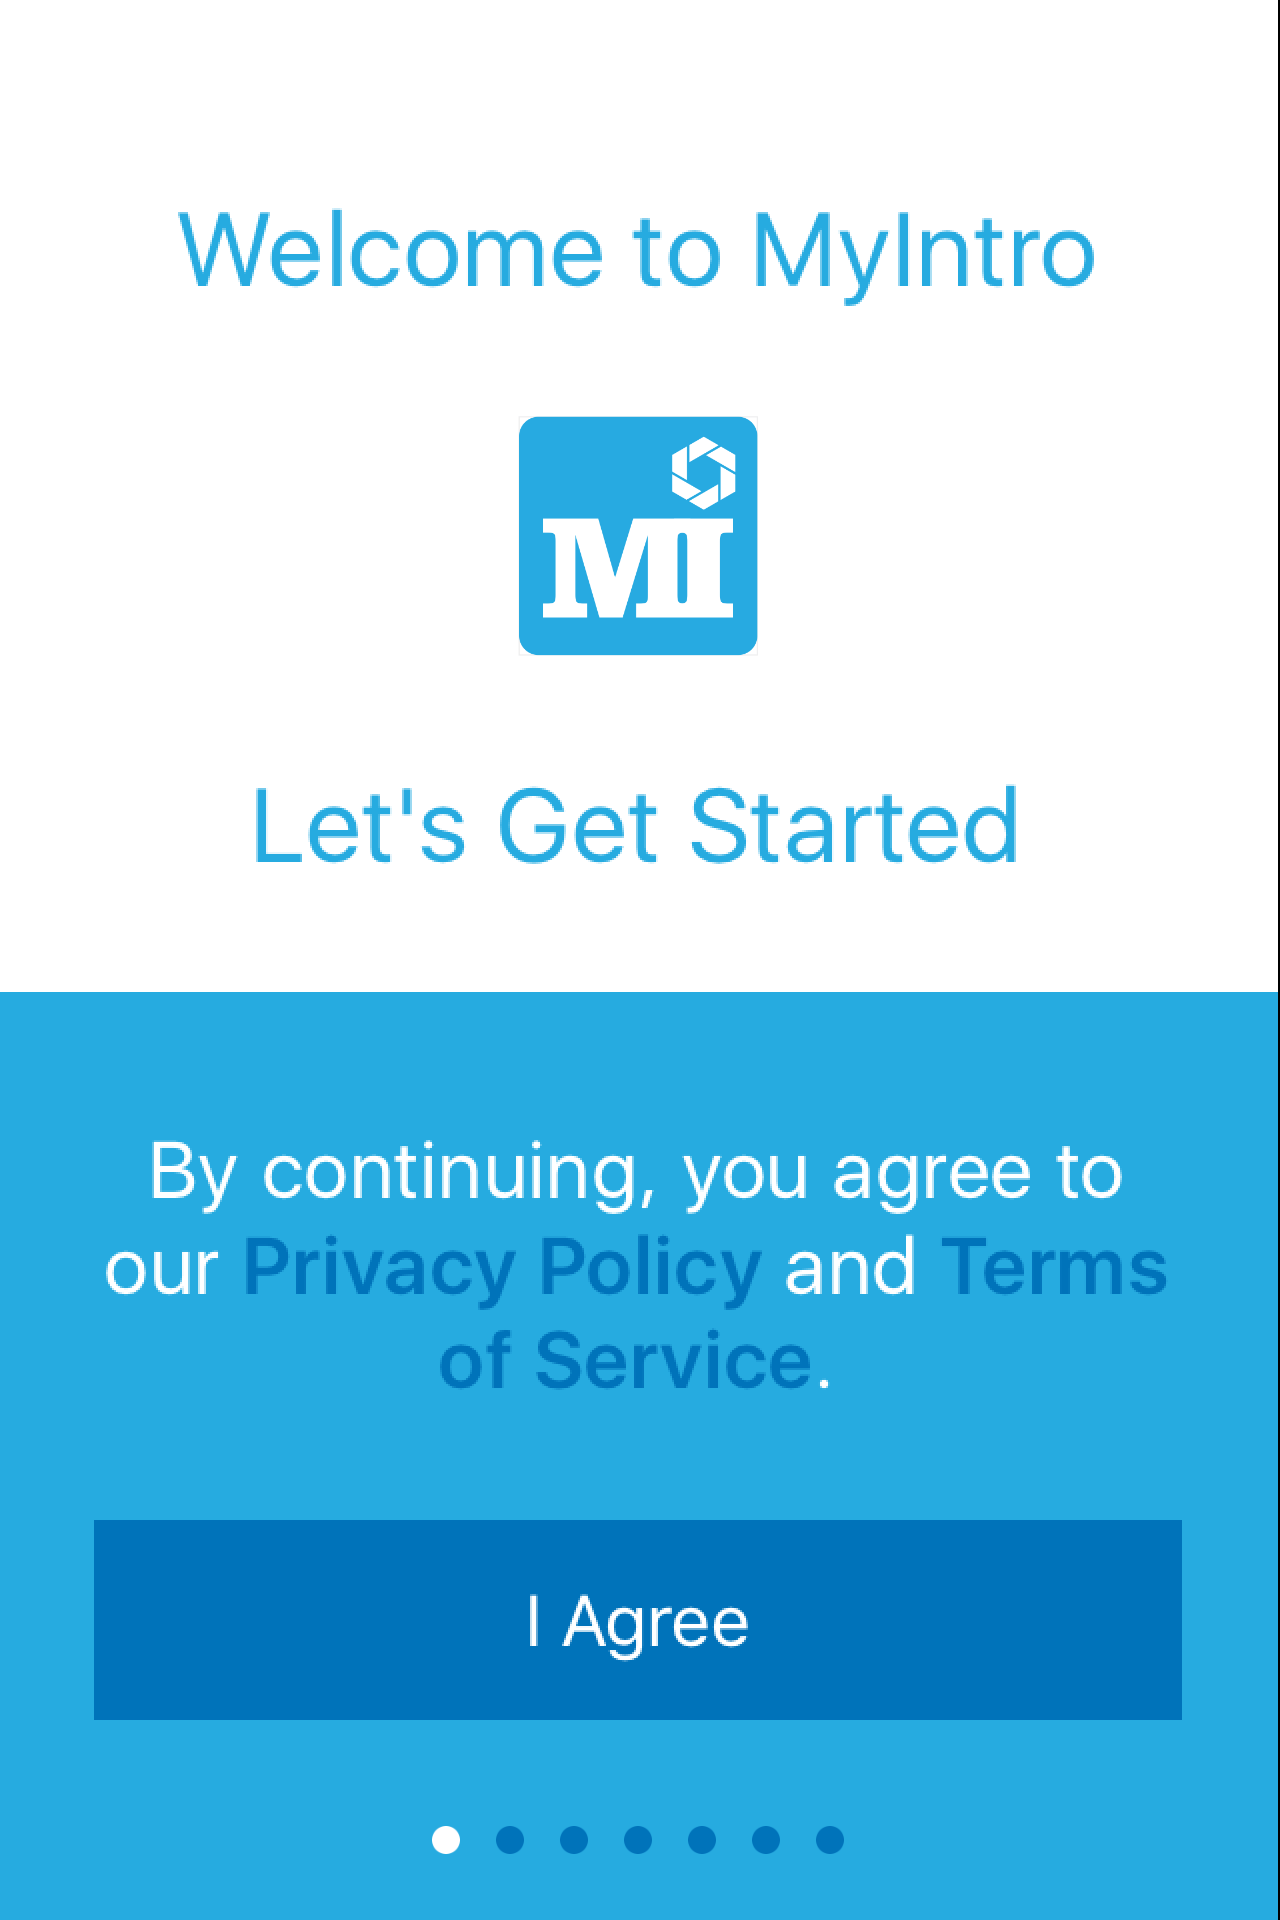 Welcome to MyIntro
MI
Let's Get Started
By continuing, you agree to
our Privacy Policy and Terms
of Service.
I Agree